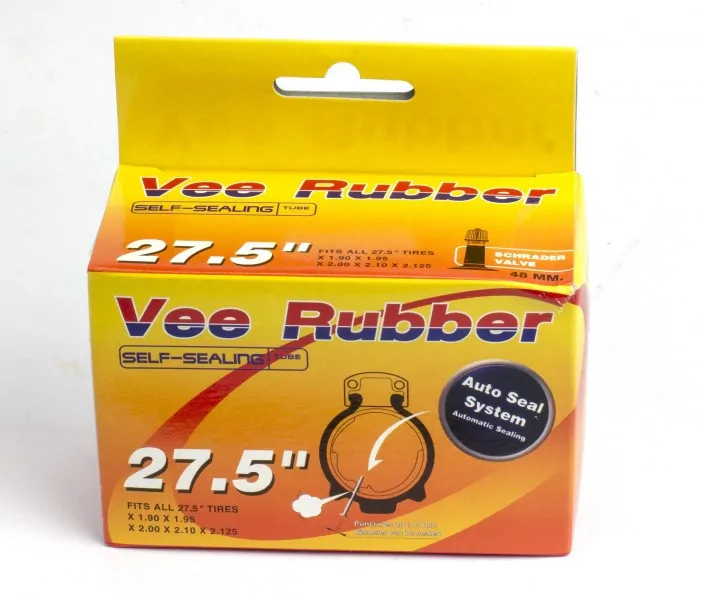 Vee Rubber
SELF-SEALING TUBE
27.5"
FITS ALL 27.5" TIRES
X 1.90 X 1.95
X 2.00 X 2.10 X 2.125
SCHRADER
VALVE
48 MM.
Vee Rubber
SELF-SEALING TUBE
Auto Seal
System
Automatic Sealing
27.5"
FITS ALL 27.5" TIRES
X 1.90 X 1.95
X 2.00 X 2.10 X 2.125
Punctures up